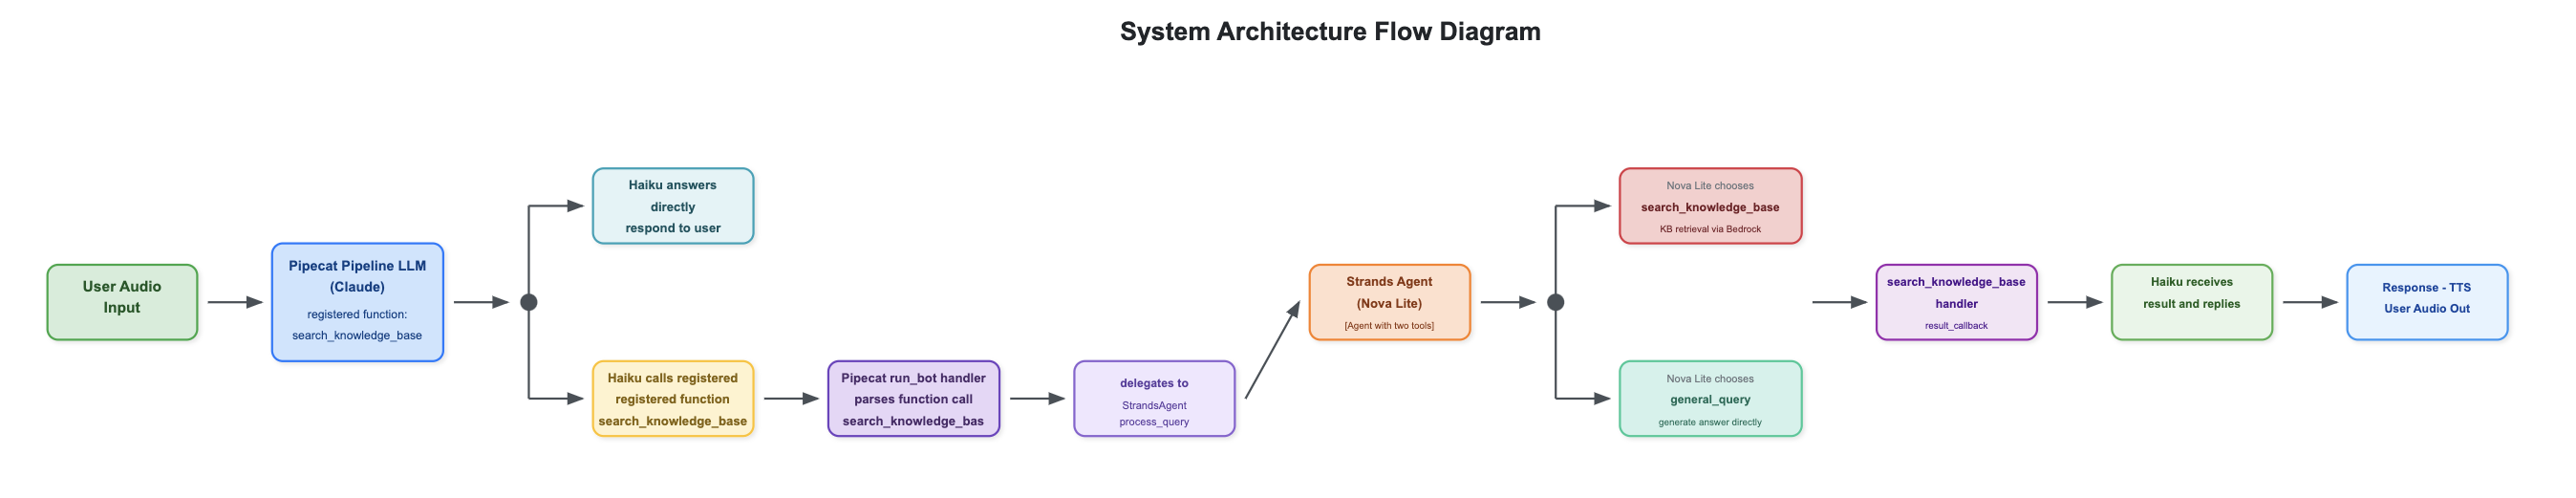 System Architecture Flow Diagram
User Audio
Input
Pipecat Pipeline LLM
(Claude)
registered function:
search_knowledge_base
Haiku answers
directly
respond to user
Haiku calls registered
registered function
search_knowledge_base
Pipecat run_bot handler
parses function call
search_knowledge_bas
delegates to
StrandsAgent
process_query
Strands Agent
(Nova Lite)
[Agent with two tools]
Nova Lite chooses
search_knowledge_base
KB retrieval via Bedrock
Nova Lite chooses
general_query
generate answer directly
search_knowledge_base
handler
result_callback
Haiku receives
result and replies
Response - TTS
User Audio Out